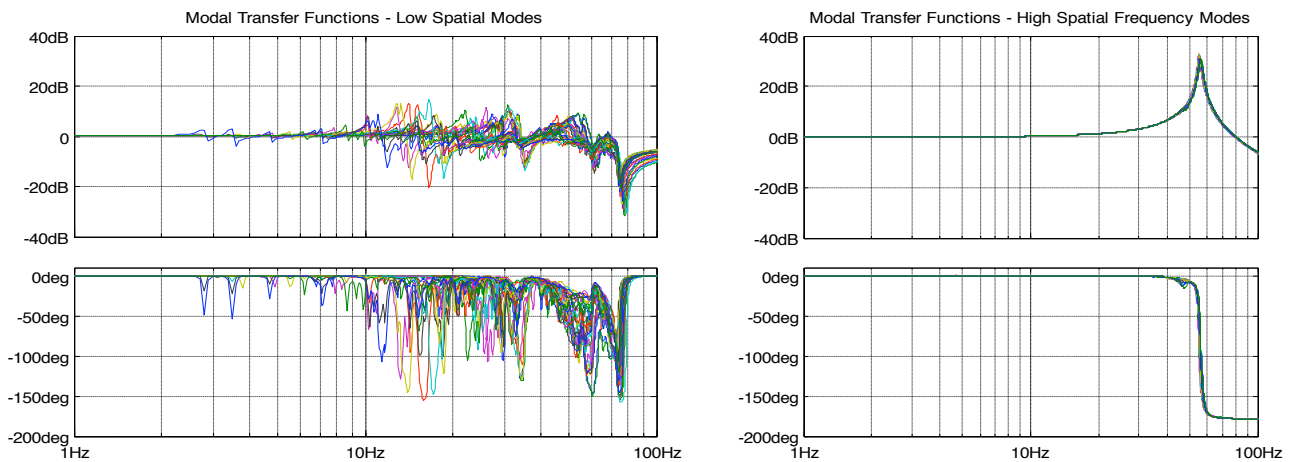 Modal Transfer Functions - Low Spatial Modes
40dB
20dB
0
-20dB
-40dB
0deg
-50deg
-100deg
-150deg
-200deg
1Hz
10Hz
100Hz
Modal Transfer Functions - High Spatial Frequency Modes
40dB
20dB
0dB
-20dB
-40dB
0deg
-50deg
-100deg
-150deg
-200deg
1Hz
10Hz
100Hz